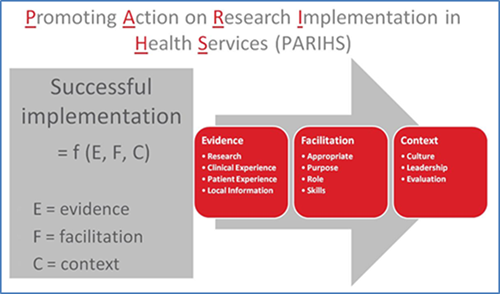 Promoting Action on Research Implementation in
Health Services (PARIHS)
Successful
implementation
= f (E, F, C)
E = evidence
F = facilitation
C = context
Evidence
• Research
• Clinical Experience
• Patient Experience
• Local Information
Facilitation
• Appropriate
• Purpose
• Role
• Skills
Context
• Culture
• Leadership
• Evaluation